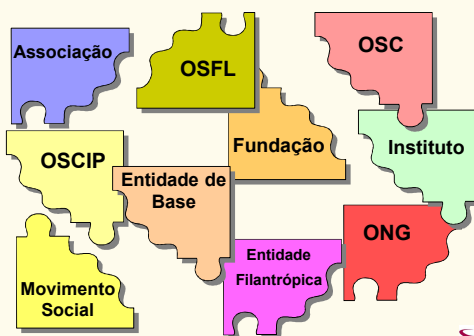 Associação
OSFL
OSC
OSCIP
Fundação
Instituto
Entidade de
Base
ONG
Entidade
Filantrópica
Movimento
Social